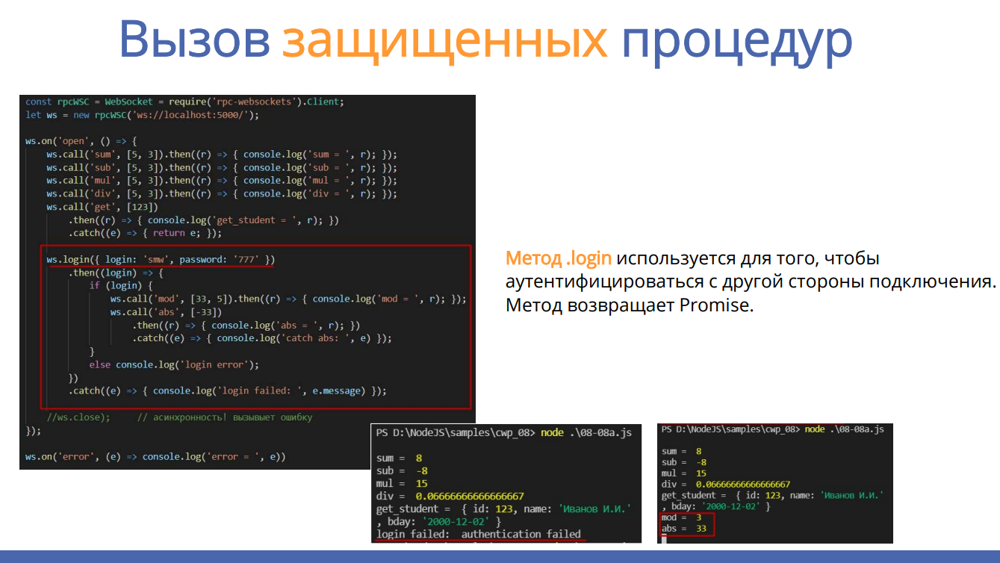 Вызов защищенных процедур
const rpcWSC = WebSocket = require('rpc-websockets').Client;
let ws = new rpcWSC('ws://localhost:5000/');
ws.on('open', () => {
ws.call('sum', [5, 3]).then((r) => { console.log('sum = ', r); });
ws.call('sub', [5, 3]).then((r) => { console.log('sub = ', r); });
ws.call('mul', [5, 3]).then((r) => { console.log('mul = ', r); });
ws.call('div', [5, 3]).then((r) => { console.log('div = ', r); });
ws.call('get', [123])
.then((r) => { console.log('get_student = ', r); })
.catch((e) => { return e; });
ws.login({ login: 'smw', password: '777' })
.then((login) => {
if (login) {
ws.call('mod', [33, 5]).then((r) => { console.log('mod = ', r); });
ws.call('abs', [-33])
.then((r) => { console.log('abs = ', r); })
.catch((e) => { console.log('catch abs: ', e) });
}
else console.log('login error');
})
.catch((e) => { console.log('login failed: ', e.message) });
//ws.close); // асинхронность! вызывыет ошибку
});
ws.on('error', (e) => console.log('error = ', e))
Метод .login используется для того, чтобы
аутентифицироваться с другой стороны подключения.
Метод возвращает Promise.
PS D:\NodeJS\samples\cwp_08> node .\08-08a.js
sum = 8
sub = -8
mul = 15
div = 0.06666666666666667
get_student = { id: 123, name: 'Иванов И.И.'
, bday: '2000-12-02' }
login failed: authentication failed
PS D:\NodeJS\samples\cwp_08> node .\08-08a.js
sum = 8
sub = -8
mul = 15
div = 0.06666666666666667
get_student = { id: 123, name: 'Иванов И.И.'
, bday: '2000-12-02' }
mod = 3
abs = 33